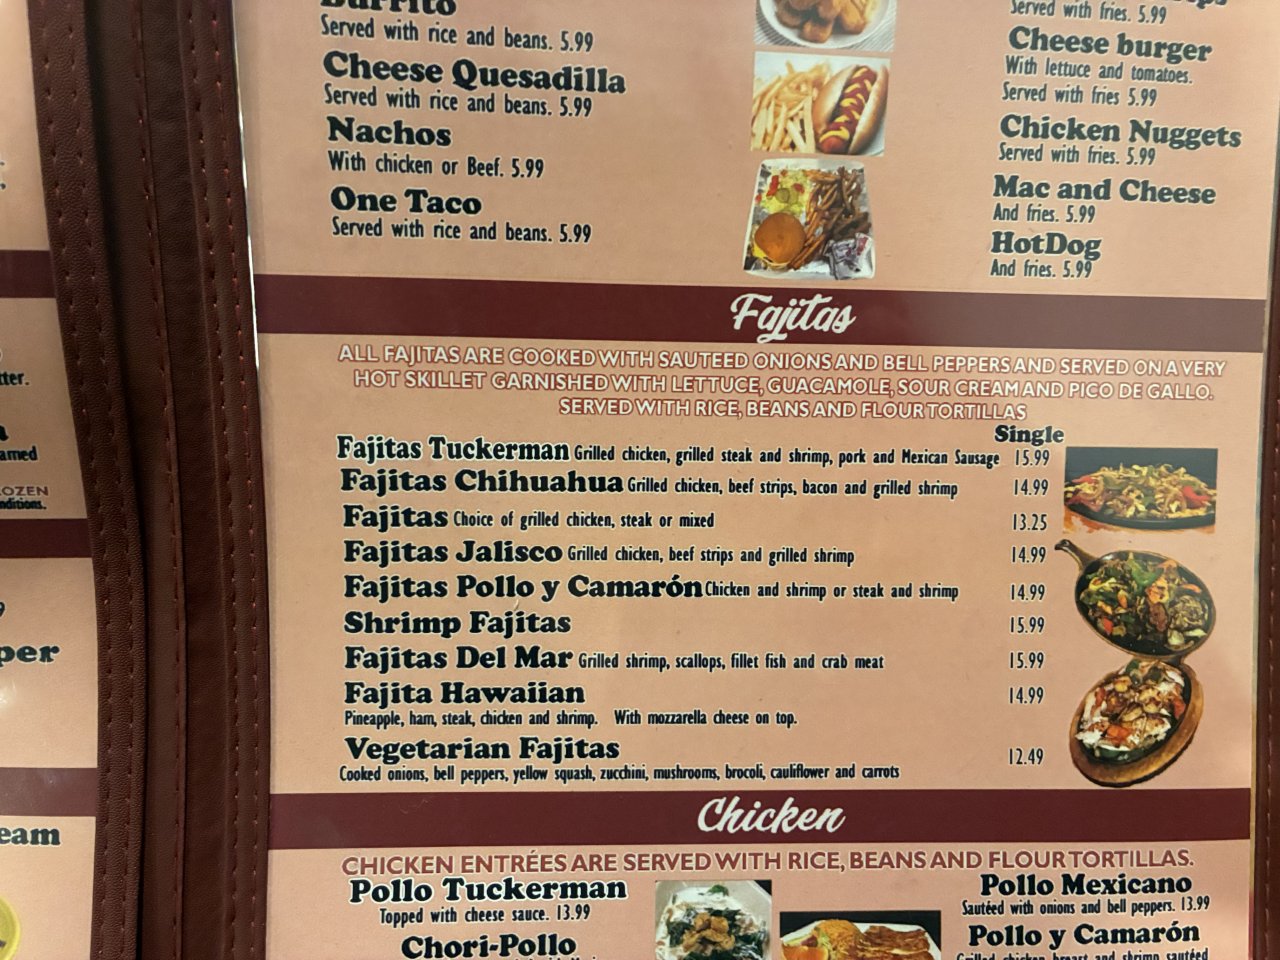 Burrito
Served with rice and beans. 5.99
Cheese Quesadilla
Served with rice and beans. 5.99
Nachos
With chicken or Beef. 5.99
One Taco
Served with rice and beans. 5.99
Served with fries. 5.99
Cheese burger
With lettuce and tomatoes.
Served with fries 5.99
Chicken Nuggets
Served with fries. 5.99
Mac and Cheese
And fries. 5.99
HotDog
And fries. 5.99
Fajitas
ALL FAJITAS ARE COOKED WITH SAUTEED ONIONS AND BELL PEPPERS AND SERVED ON A VERY
HOT SKILLET GARNISHED WITH LETTUCE, GUACAMOLE, SOUR CREAM AND PICO DE GALLO.
SERVED WITH RICE, BEANS AND FLOUR TORTILLAS
Single
Fajitas Tuckerman Grilled chicken, grilled steak and shrimp, pork and Mexican Sausage 15.99
Fajitas Chihuahua Grilled chicken, beef strips, bacon and grilled shrimp 14.99
Fajitas Choice of grilled chicken, steak or mixed 13.25
Fajitas Jalisco Grilled chicken, beef strips and grilled shrimp 14.99
Fajitas Pollo y Camarón Chicken and shrimp or steak and shrimp 14.99
Shrimp Fajitas 15.99
Fajitas Del Mar Grilled shrimp, scallops, fillet fish and crab meat 15.99
Fajita Hawaiian 14.99
Pineapple, ham, steak, chicken and shrimp. With mozzarella cheese on top.
Vegetarian Fajitas 12.49
Cooked onions, bell peppers, yellow squash, zucchini, mushrooms, brocoli, cauliflower and carrots
Chicken
CHICKEN ENTRÉES ARE SERVED WITH RICE, BEANS AND FLOUR TORTILLAS.
Pollo Tuckerman
Topped with cheese sauce. 13.99
Chori-Pollo
Pollo Mexicano
Sautéed with onions and bell peppers. 13.99
Pollo y Camarón
Grilled chicken breast and shrimp sautéed